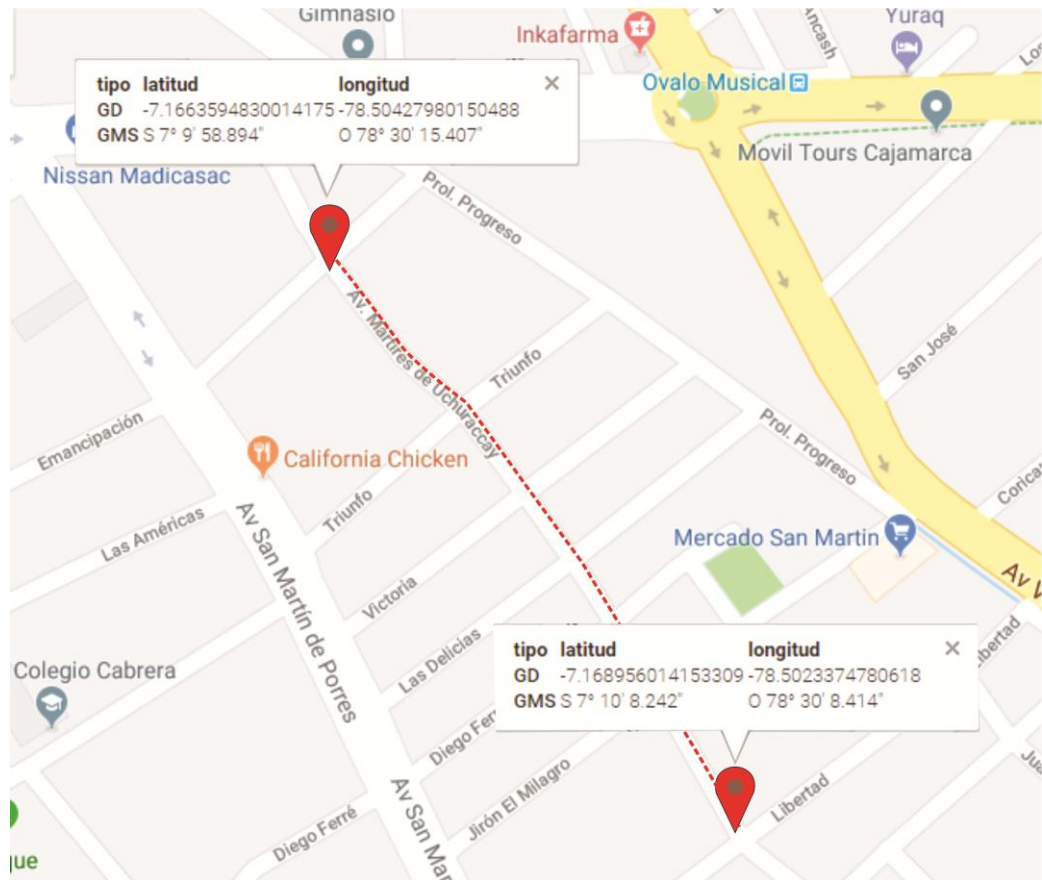 Gimnasio
Inkafarma
Yuraq
Ancash
Ovalo Musical
tipo latitud longitud ×
GD -7.166359483001417​5 -78.50427980150488
GMS S 7° 9' 58.894" O 78° 30' 15.407"
Movil Tours Cajamarca
Nissan Madicasac
Prol. Progreso
Av. Martires de Uchuraccay
Triunfo
San José
Emancipación
California Chicken
Prol. Progreso
Las Américas
Triunfo
Mercado San Martin
Av San Martín de Porres
Victoria
Las Delicias
Colegio Cabrera
tipo latitud longitud ×
GD -7.168956014153309 -78.5023374780618
GMS S 7° 10' 8.242" O 78° 30' 8.414"
Jirón El Milagro
Libertad
Diego Ferré